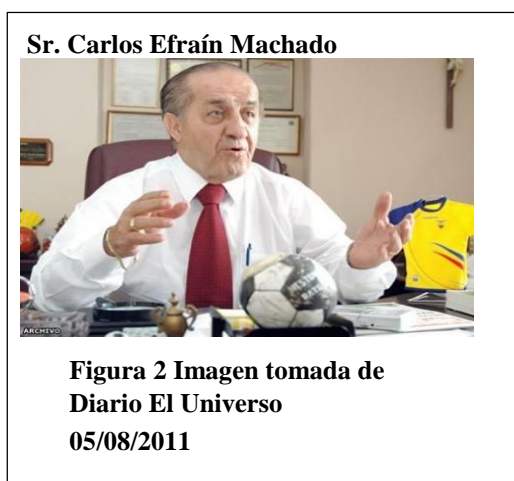 Sr. Carlos Efraín Machado
ARCHIVO
Figura 2 Imagen tomada de
Diario El Universo
05/08/2011